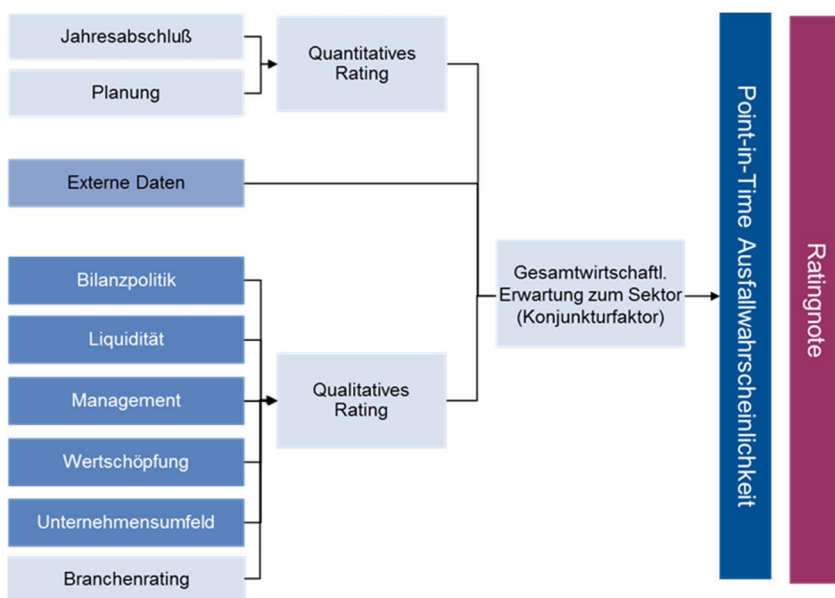 Jahresabschluß
Planung
Quantitatives
Rating
Externe Daten
Bilanzpolitik
Liquidität
Management
Wertschöpfung
Unternehmensumfeld
Branchenrating
Qualitatives
Rating
Gesamtwirtschaftl.
Erwartung zum Sektor
(Konjunkturfaktor)
Point-in-Time Ausfallwahrscheinlichkeit
Ratingnote